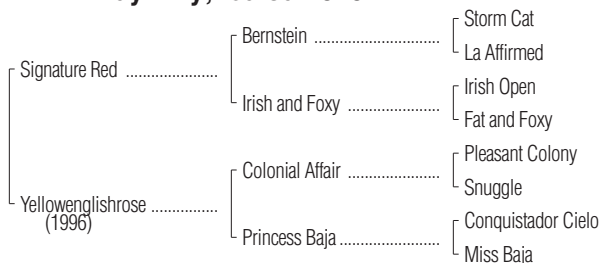 Bernstein
Storm Cat
La Affirmed
Signature Red
Irish and Foxy
Irish Open
Fat and Foxy
Colonial Affair
Pleasant Colony
Snuggle
Yellowenglishrose
(1996)
Princess Baja
Conquistador Cielo
Miss Baja